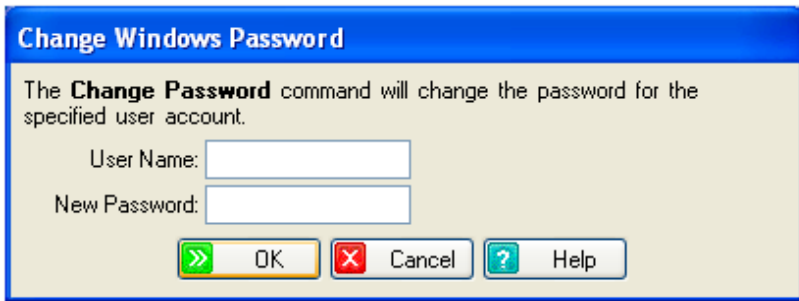 Change Windows Password
The Change Password command will change the password for the
specified user account.
User Name:
New Password:
OK Cancel Help